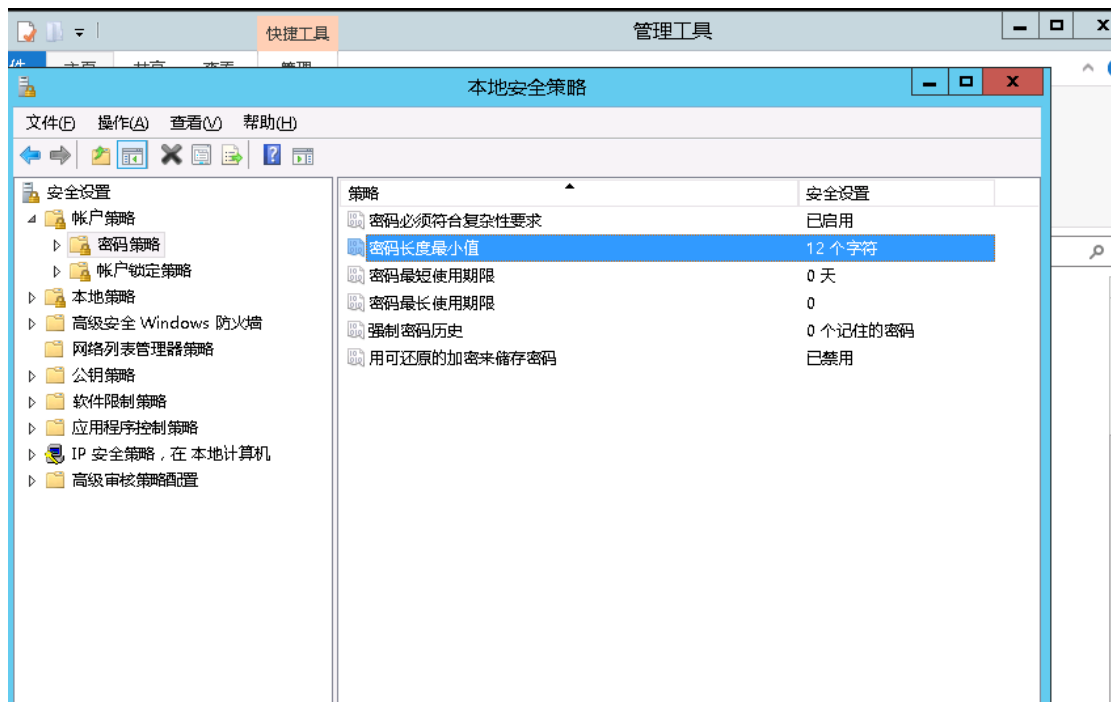 快捷工具
管理工具
本地安全策略
文件(F) 操作(A) 查看(V) 帮助(H)
安全设置
帐户策略
密码策略
帐户锁定策略
本地策略
高级安全 Windows 防火墙
网络列表管理器策略
公钥策略
软件限制策略
应用程序控制策略
IP 安全策略，在 本地计算机
高级审核策略配置
策略 安全设置
密码必须符合复杂性要求 已启用
密码长度最小值 12 个字符
密码最短使用期限 0 天
密码最长使用期限 0
强制密码历史 0 个记住的密码
用可还原的加密来储存密码 已禁用